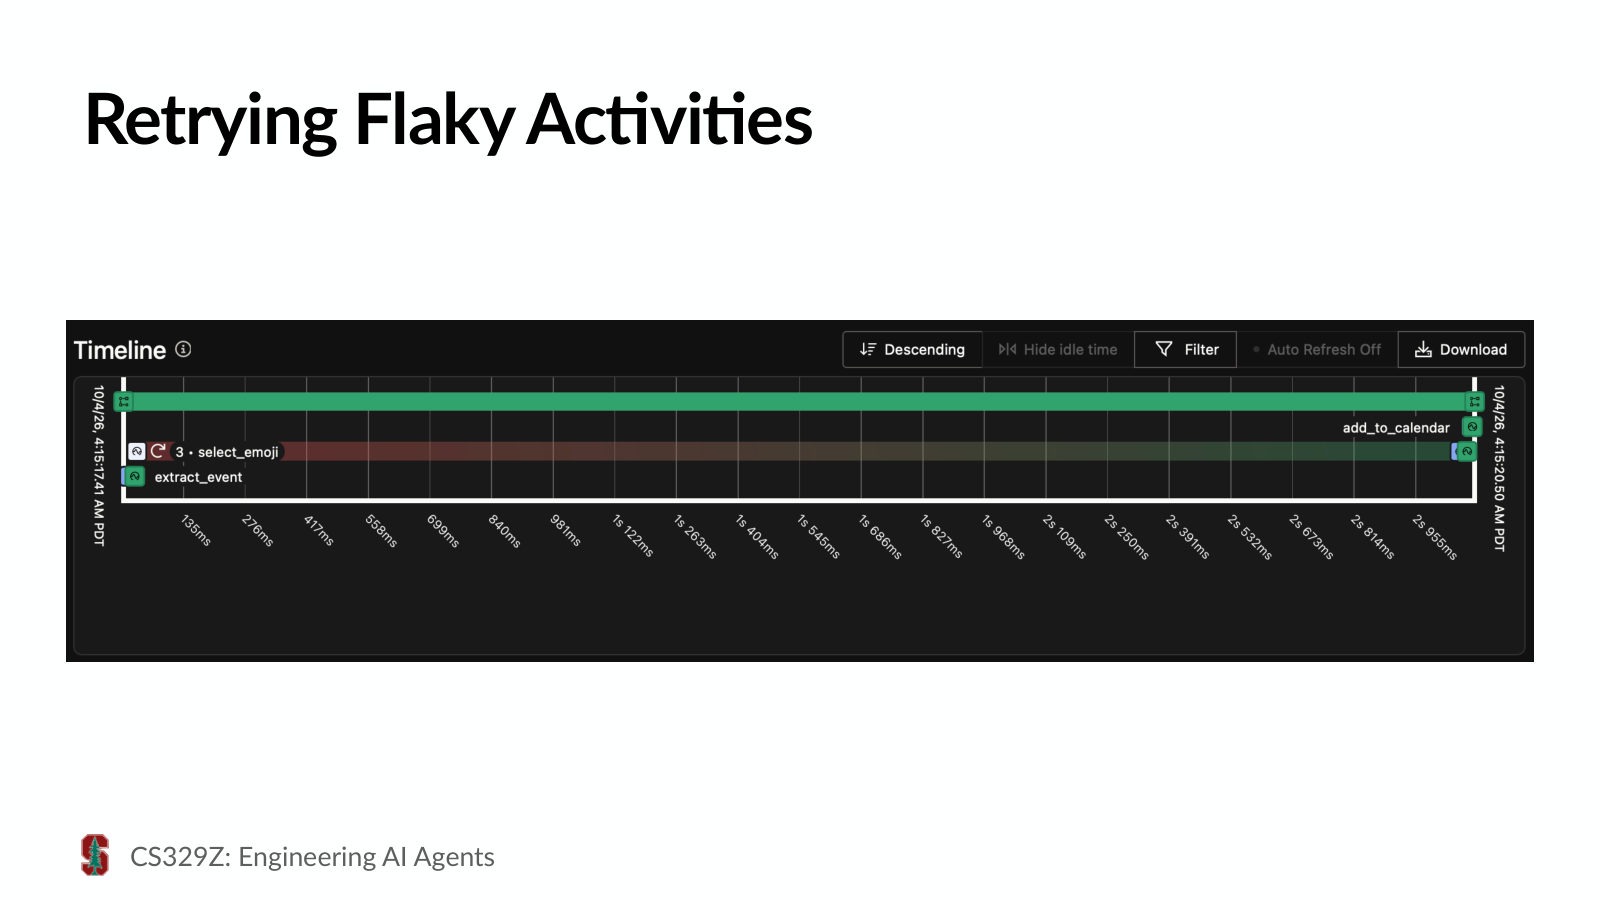 Retrying Flaky Activities
Timeline
Descending
Hide idle time
Filter
Auto Refresh Off
Download
10/4/26, 4:15:17.41 AM PDT
add_to_calendar
3 • select_emoji
extract_event
10/4/26, 4:15:20.50 AM PDT
135ms
276ms
417ms
558ms
699ms
840ms
981ms
1s 122ms
1s 263ms
1s 404ms
1s 545ms
1s 686ms
1s 827ms
1s 968ms
2s 109ms
2s 250ms
2s 391ms
2s 532ms
2s 673ms
2s 814ms
2s 955ms
CS329Z: Engineering AI Agents